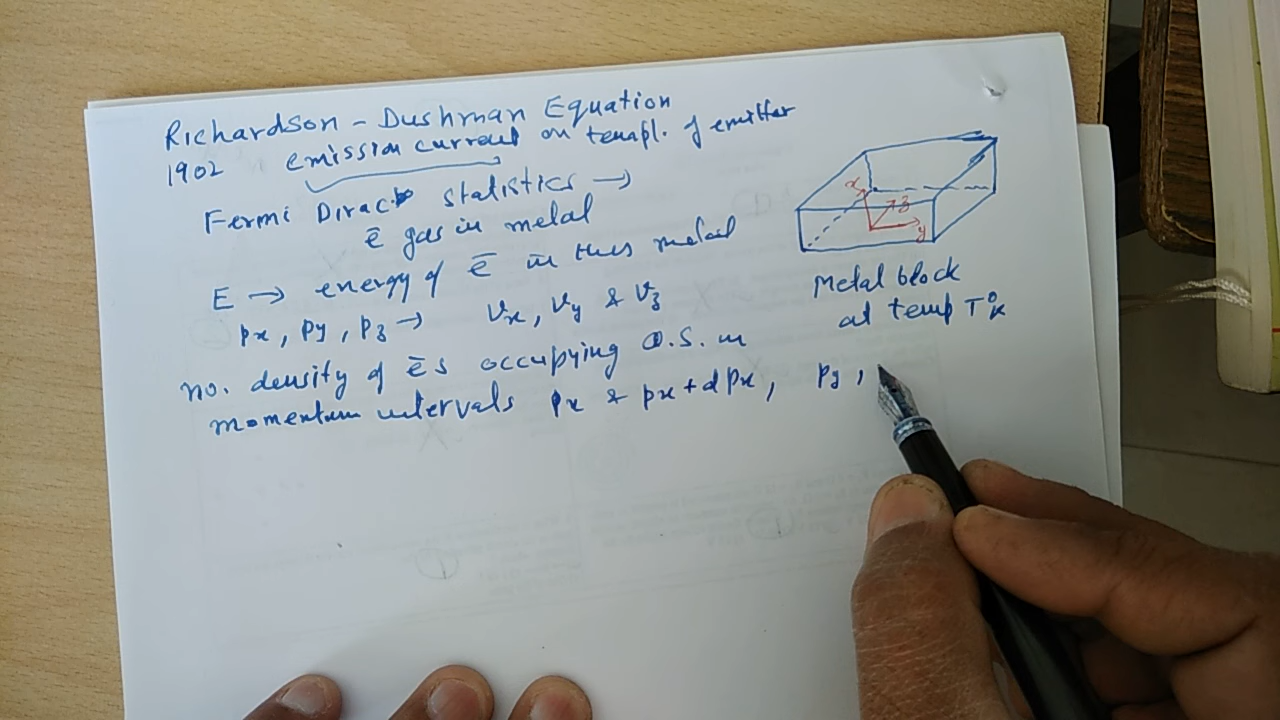 Richardson - Dushman Equation
1902 emission current on templ. of emitter
Fermi Dirac statistics →
ē gas in metal
E → energy of ē in this metal
px, py, pz → vx, vy & vz
no. density of ēs occupying Q.S. in
momentum intervals px & px+dpx, py,
x
z
y
Metal block
at temp T°K